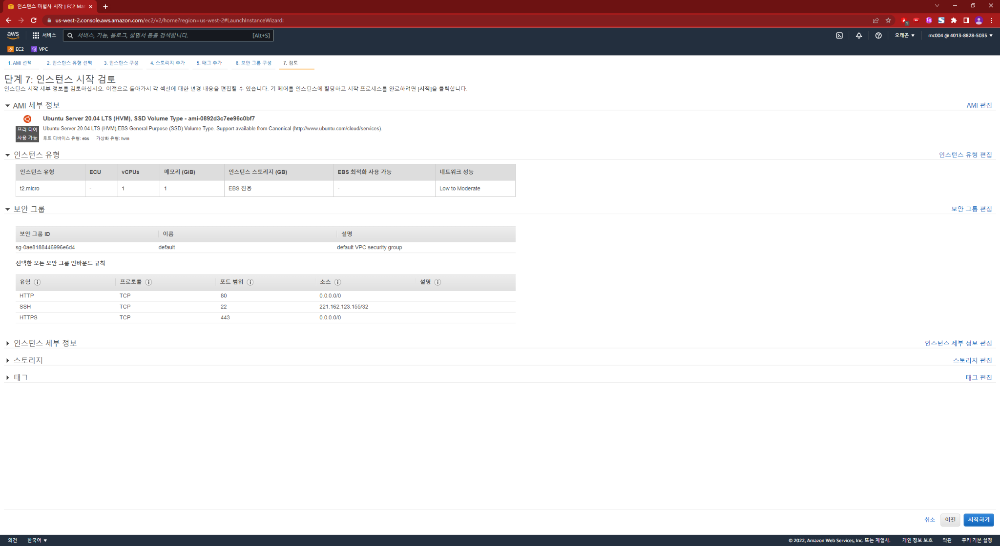 인스턴스 마법사 시작 | EC2 Mar
us-west-2.console.aws.amazon.com/ec2/v2/home?region=us-west-2#LaunchInstanceWizard:
1
aws
서비스
서비스, 기능, 블로그, 설명서 등을 검색합니다.
[Alt+S]
오레곤
mc004 @ 4013-8828-5035
EC2
VPC
1. AMI 선택
2. 인스턴스 유형 선택
3. 인스턴스 구성
4. 스토리지 추가
5. 태그 추가
6. 보안 그룹 구성
7. 검토
단계 7: 인스턴스 시작 검토
인스턴스 시작 세부 정보를 검토하십시오. 이전으로 돌아가서 각 섹션에 대한 변경 내용을 편집할 수 있습니다. 키 페어를 인스턴스에 할당하고 시작 프로세스를 완료하려면 [시작]을 클릭합니다.
AMI 세부 정보
AMI 편집
Ubuntu Server 20.04 LTS (HVM), SSD Volume Type - ami-0892d3c7ee96c0bf7
프리 티어
사용 가능
Ubuntu Server 20.04 LTS (HVM),EBS General Purpose (SSD) Volume Type. Support available from Canonical (http://www.ubuntu.com/cloud/services).
루트 디바이스 유형: ebs 가상화 유형: hvm
인스턴스 유형
인스턴스 유형 편집
인스턴스 유형 ECU vCPUs 메모리 (GiB) 인스턴스 스토리지 (GB) EBS 최적화 사용 가능 네트워크 성능
t2.micro - 1 1 EBS 전용 - Low to Moderate
보안 그룹
보안 그룹 편집
보안 그룹 ID 이름 설명
sg-0ae8188446996e6d4 default default VPC security group
선택한 모든 보안 그룹 인바운드 규칙
유형 프로토콜 포트 범위 소스 설명
HTTP TCP 80 0.0.0.0/0
SSH TCP 22 221.162.123.155/32
HTTPS TCP 443 0.0.0.0/0
인스턴스 세부 정보
인스턴스 세부 정보 편집
스토리지
스토리지 편집
태그
태그 편집
취소
이전
시작하기
의견
한국어
© 2022, Amazon Web Services, Inc. 또는 계열사.
개인 정보 보호
약관
쿠키 기본 설정